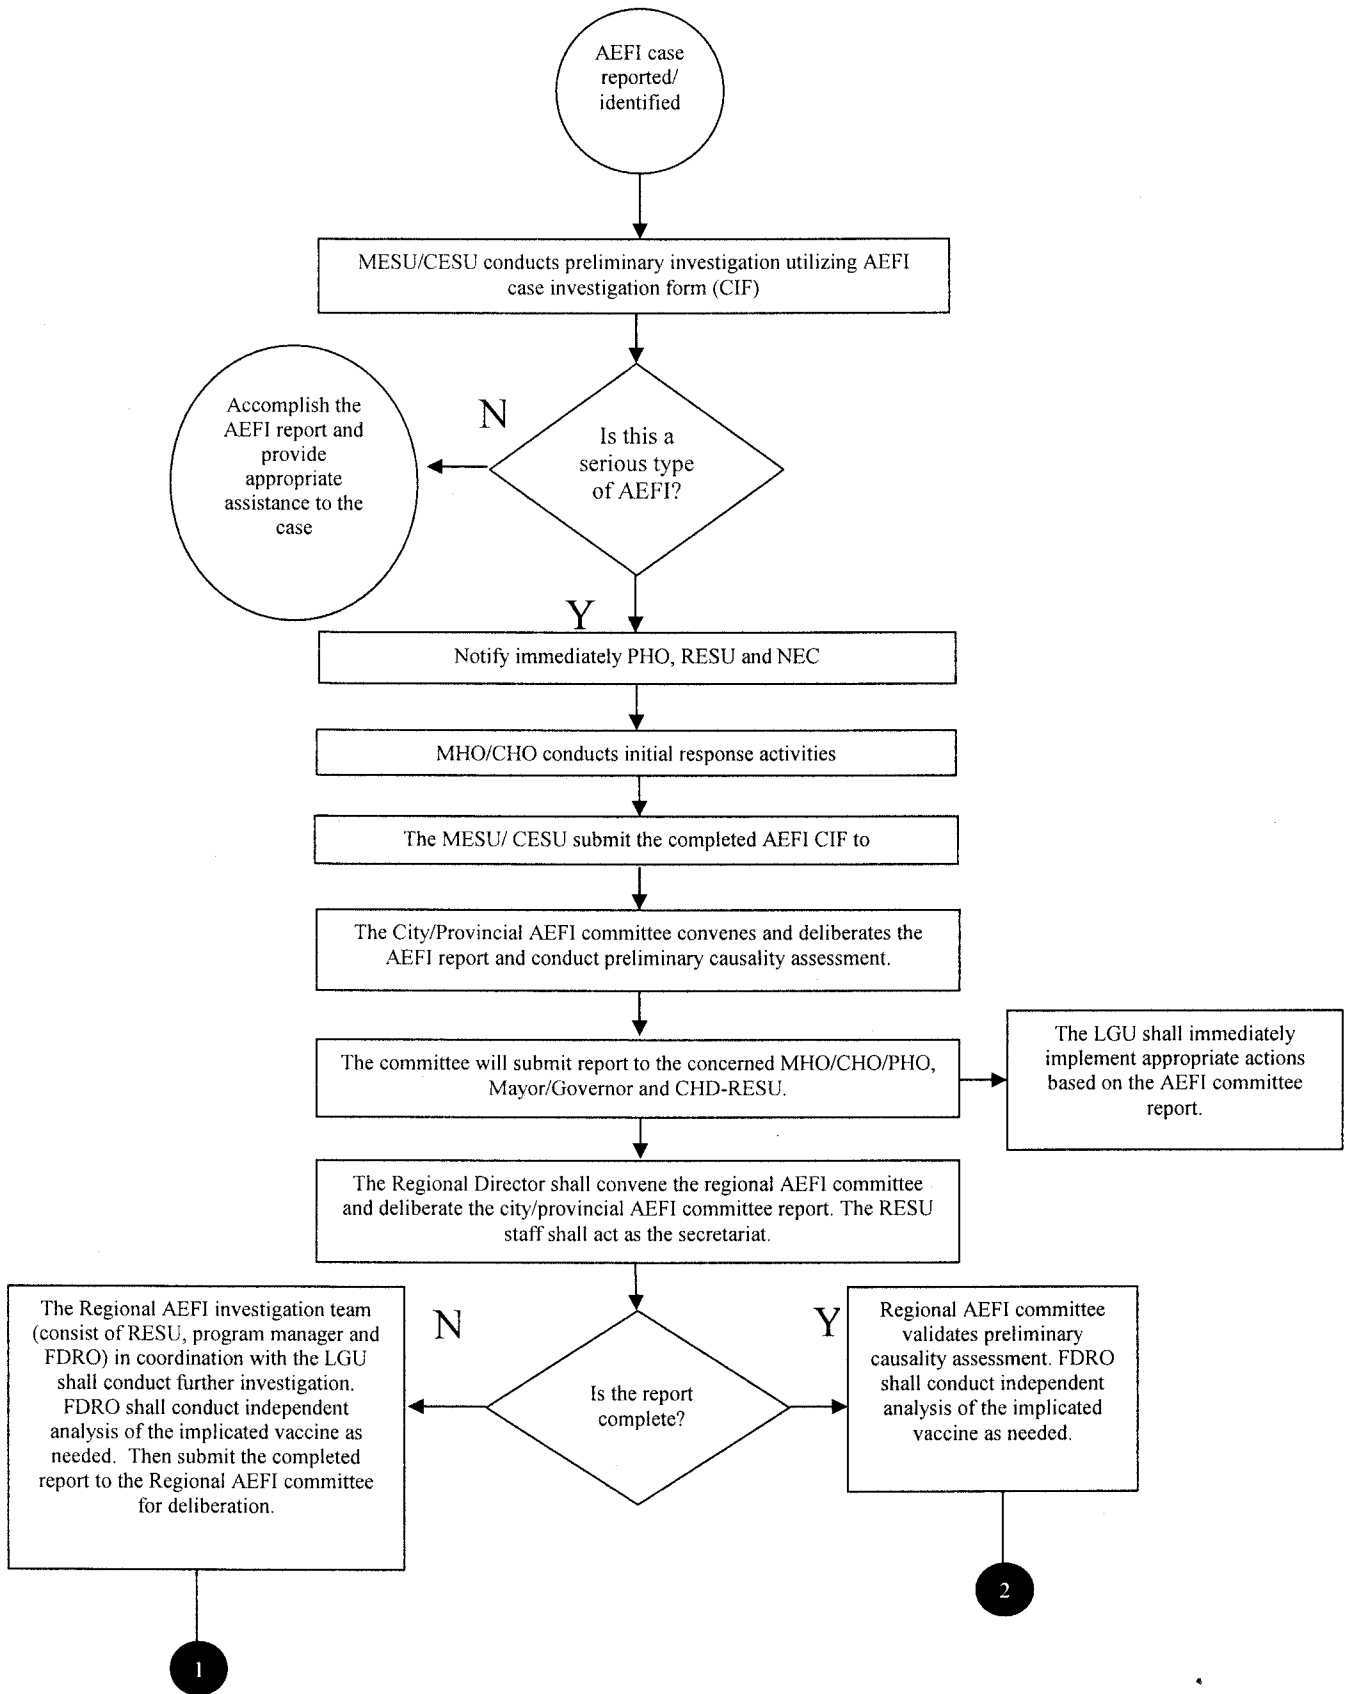 AEFI case
reported/
identified
MESU/CESU conducts preliminary investigation utilizing AEFI
case investigation form (CIF)
N
Accomplish the
AEFI report and
provide
appropriate
assistance to the
case
Is this a
serious type
of AEFI?
Y
Notify immediately PHO, RESU and NEC
MHO/CHO conducts initial response activities
The MESU/ CESU submit the completed AEFI CIF to
The City/Provincial AEFI committee convenes and deliberates the
AEFI report and conduct preliminary causality assessment.
The committee will submit report to the concerned MHO/CHO/PHO,
Mayor/Governor and CHD-RESU.
The LGU shall immediately
implement appropriate actions
based on the AEFI committee
report.
The Regional Director shall convene the regional AEFI committee
and deliberate the city/provincial AEFI committee report. The RESU
staff shall act as the secretariat.
Is the report
complete?
N
The Regional AEFI investigation team
(consist of RESU, program manager and
FDRO) in coordination with the LGU
shall conduct further investigation.
FDRO shall conduct independent
analysis of the implicated vaccine as
needed. Then submit the completed
report to the Regional AEFI committee
for deliberation.
1
Y
Regional AEFI committee
validates preliminary
causality assessment. FDRO
shall conduct independent
analysis of the implicated
vaccine as needed.
2